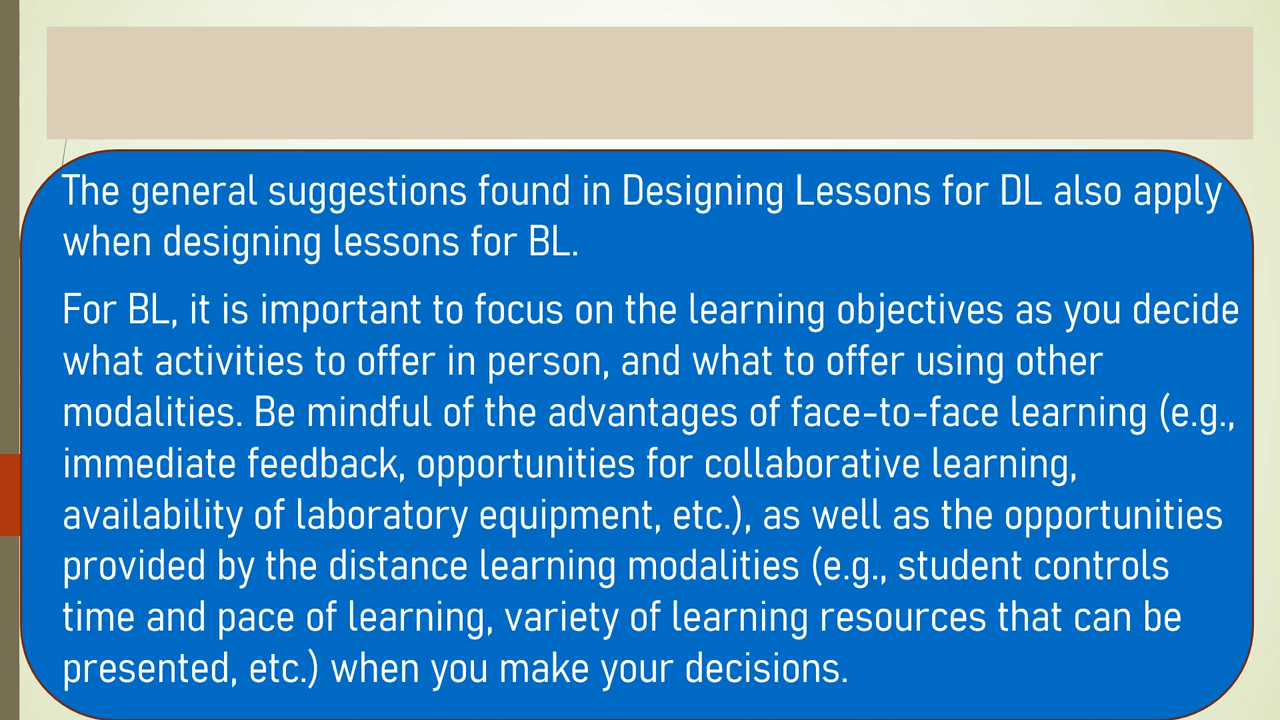 The general suggestions found in Designing Lessons for DL also apply
when designing lessons for BL.
For BL, it is important to focus on the learning objectives as you decide
what activities to offer in person, and what to offer using other
modalities. Be mindful of the advantages of face-to-face learning (e.g.,
immediate feedback, opportunities for collaborative learning,
availability of laboratory equipment, etc.), as well as the opportunities
provided by the distance learning modalities (e.g., student controls
time and pace of learning, variety of learning resources that can be
presented, etc.) when you make your decisions.